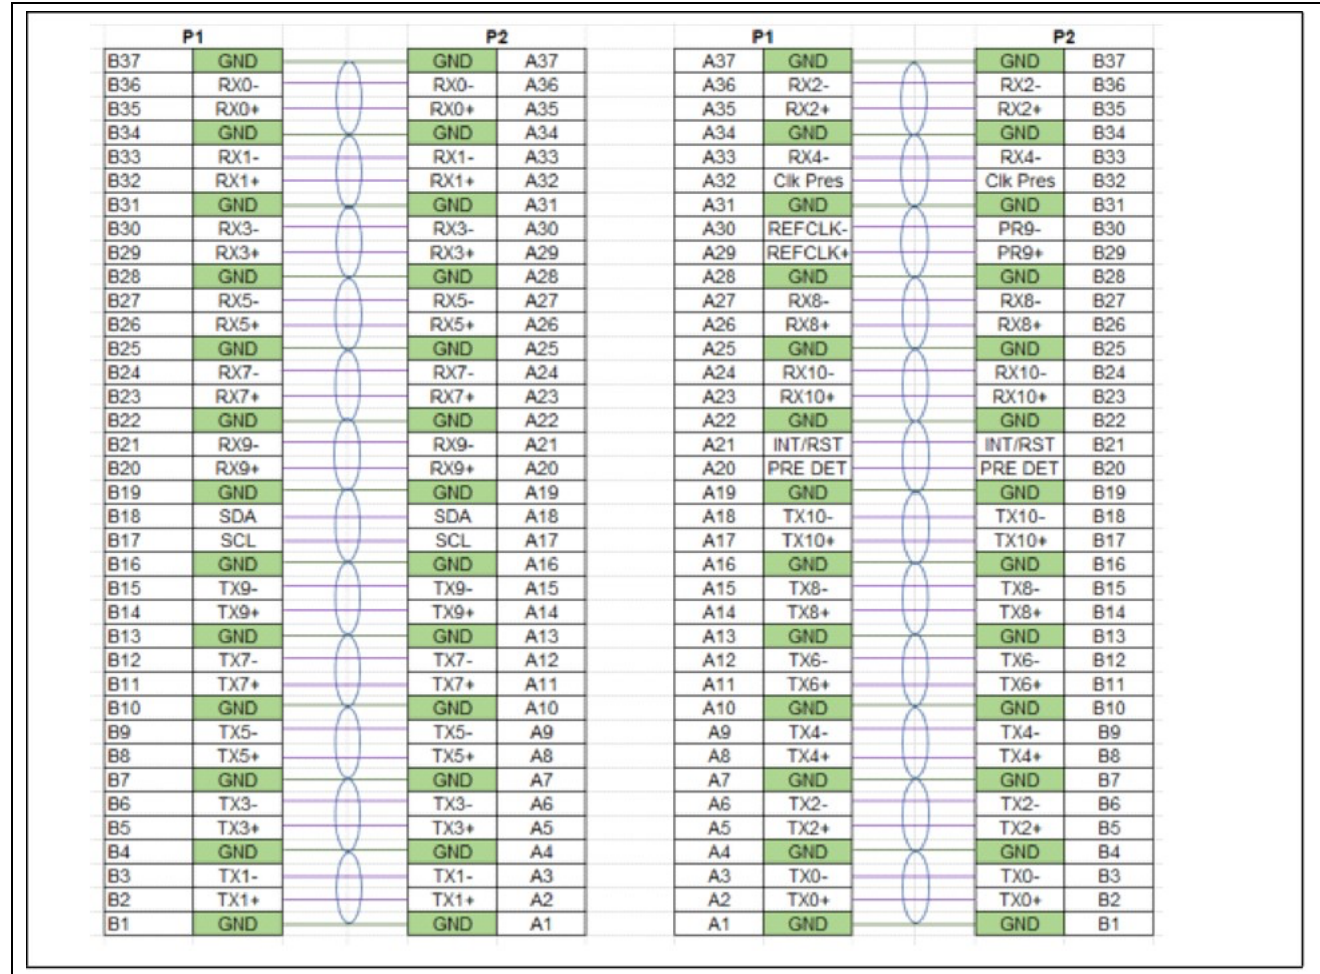 P1 P2 P1 P2
B37 GND GND A37 A37 GND GND B37
B36 RX0- RX0- A36 A36 RX2- RX2- B36
B35 RX0+ RX0+ A35 A35 RX2+ RX2+ B35
B34 GND GND A34 A34 GND GND B34
B33 RX1- RX1- A33 A33 RX4- RX4- B33
B32 RX1+ RX1+ A32 A32 Clk Pres Clk Pres B32
B31 GND GND A31 A31 GND GND B31
B30 RX3- RX3- A30 A30 REFCLK- PR9- B30
B29 RX3+ RX3+ A29 A29 REFCLK+ PR9+ B29
B28 GND GND A28 A28 GND GND B28
B27 RX5- RX5- A27 A27 RX8- RX8- B27
B26 RX5+ RX5+ A26 A26 RX8+ RX8+ B26
B25 GND GND A25 A25 GND GND B25
B24 RX7- RX7- A24 A24 RX10- RX10- B24
B23 RX7+ RX7+ A23 A23 RX10+ RX10+ B23
B22 GND GND A22 A22 GND GND B22
B21 RX9- RX9- A21 A21 INT/RST INT/RST B21
B20 RX9+ RX9+ A20 A20 PRE DET PRE DET B20
B19 GND GND A19 A19 GND GND B19
B18 SDA SDA A18 A18 TX10- TX10- B18
B17 SCL SCL A17 A17 TX10+ TX10+ B17
B16 GND GND A16 A16 GND GND B16
B15 TX9- TX9- A15 A15 TX8- TX8- B15
B14 TX9+ TX9+ A14 A14 TX8+ TX8+ B14
B13 GND GND A13 A13 GND GND B13
B12 TX7- TX7- A12 A12 TX6- TX6- B12
B11 TX7+ TX7+ A11 A11 TX6+ TX6+ B11
B10 GND GND A10 A10 GND GND B10
B9 TX5- TX5- A9 A9 TX4- TX4- B9
B8 TX5+ TX5+ A8 A8 TX4+ TX4+ B8
B7 GND GND A7 A7 GND GND B7
B6 TX3- TX3- A6 A6 TX2- TX2- B6
B5 TX3+ TX3+ A5 A5 TX2+ TX2+ B5
B4 GND GND A4 A4 GND GND B4
B3 TX1- TX1- A3 A3 TX0- TX0- B3
B2 TX1+ TX1+ A2 A2 TX0+ TX0+ B2
B1 GND GND A1 A1 GND GND B1